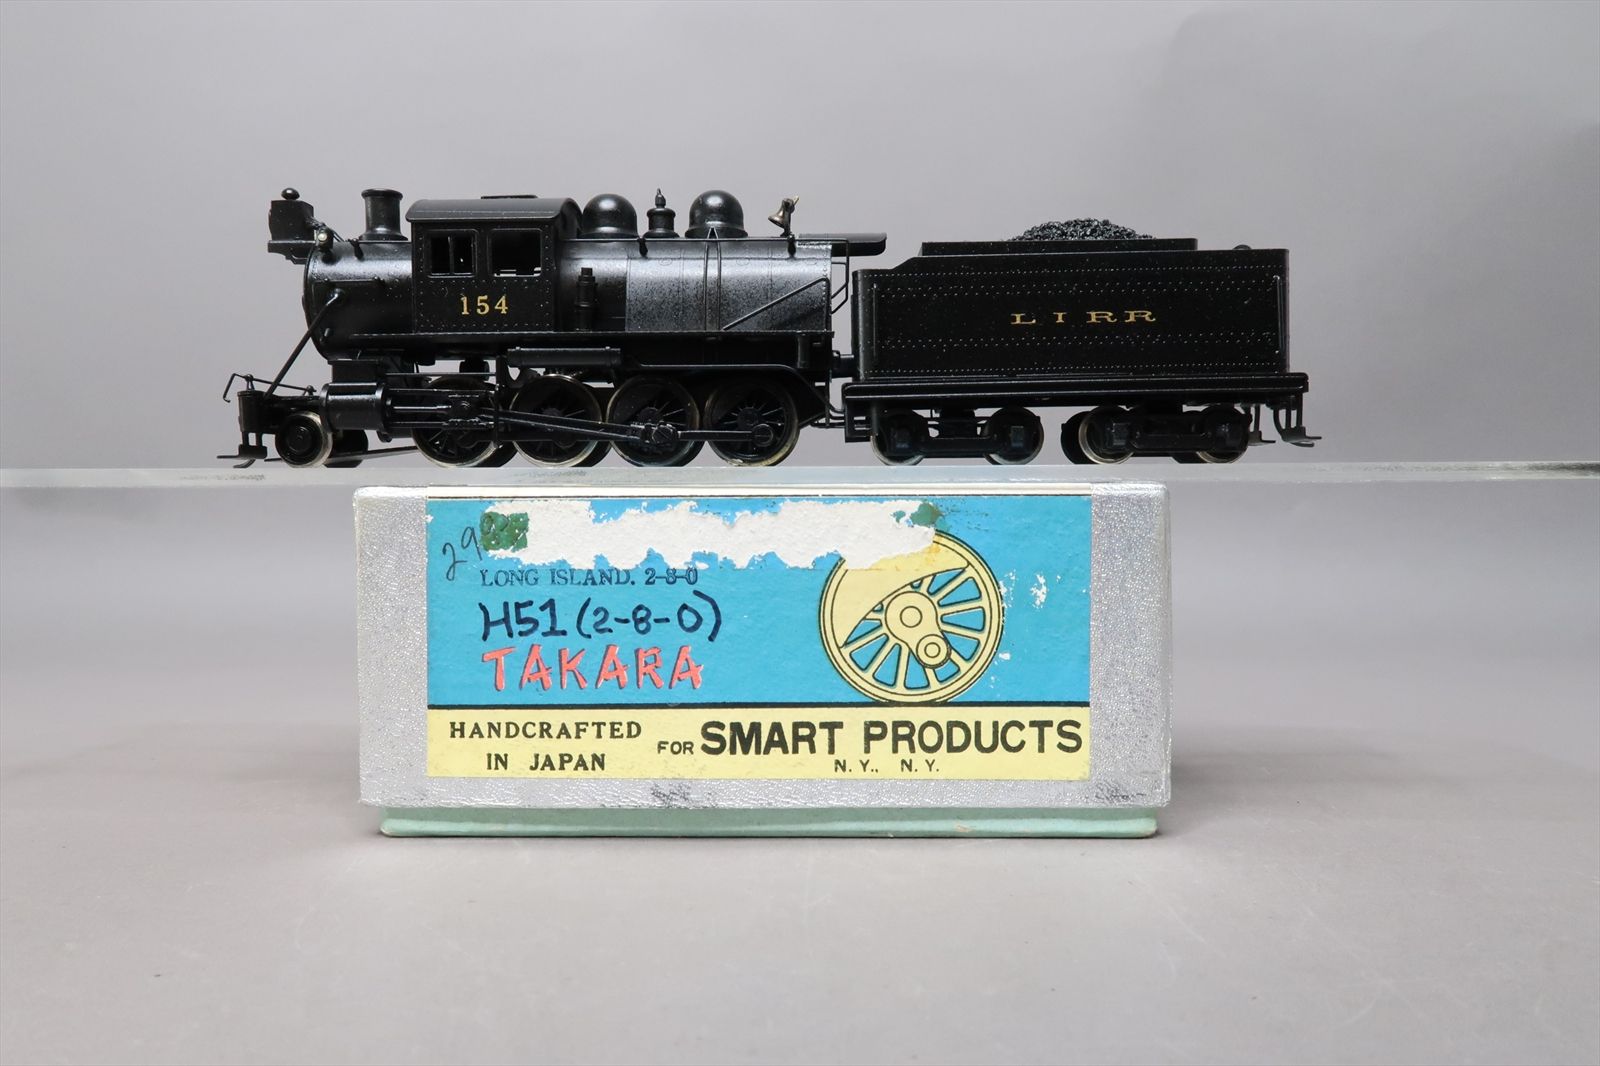 154
LIRR
29
LONG ISLAND. 2-8-0
H51 (2-8-0)
TAKARA
HANDCRAFTED
IN JAPAN
FOR SMART PRODUCTS
N. Y., N. Y.